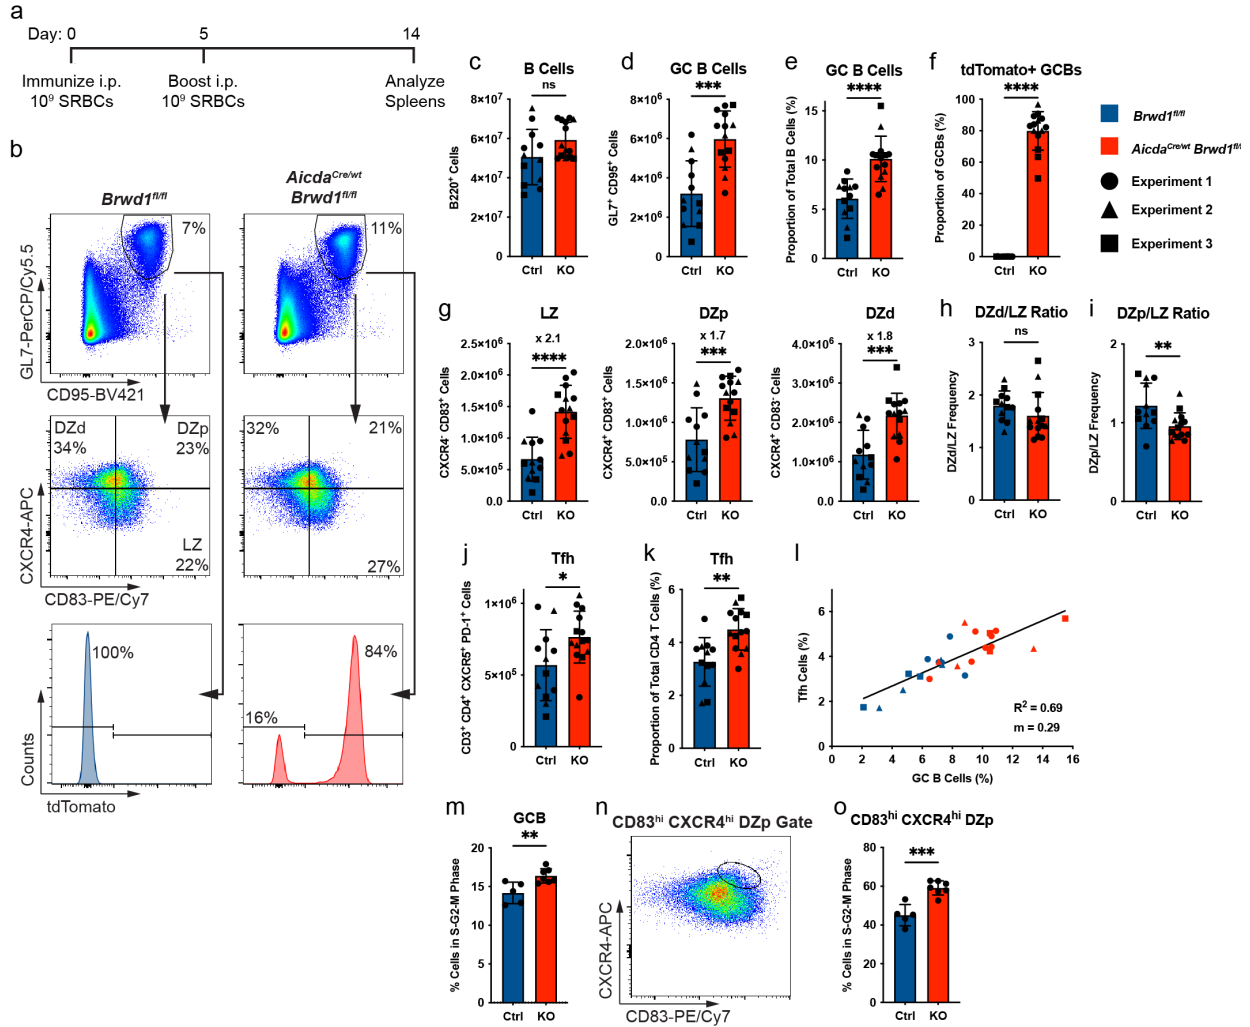 a
Day: 0 5 14
Immunize i.p. Boost i.p. Analyze
10⁹ SRBCs 10⁹ SRBCs Spleens
b
Brwd1fl/fl
AicdaCre/wt
Brwd1fl/fl
7%
11%
GL7-PerCP/Cy5.5
CD95-BV421
DZd
34%
DZp
23%
LZ
22%
32%
21%
27%
CXCR4-APC
CD83-PE/Cy7
100%
84%
16%
Counts
tdTomato
c
B Cells
ns
B220⁺ Cells
8×10⁷
6×10⁷
4×10⁷
2×10⁷
0
Ctrl KO
d
GC B Cells
***
GL7⁺ CD95⁺ Cells
8×10⁶
6×10⁶
4×10⁶
2×10⁶
0
Ctrl KO
e
GC B Cells
****
Proportion of Total B Cells (%)
15
10
5
0
Ctrl KO
f
tdTomato+ GCBs
****
Proportion of GCBs (%)
100
80
60
40
20
0
Ctrl KO
Brwd1fl/fl
AicdaCre/wt Brwd1fl/
Experiment 1
Experiment 2
Experiment 3
g
LZ
x 2.1
****
CXCR4⁻ CD83⁺ Cells
2.5×10⁶
2.0×10⁶
1.5×10⁶
1.0×10⁶
5.0×10⁵
0.0
Ctrl KO
DZp
x 1.7
***
CXCR4⁺ CD83⁺ Cells
2.0×10⁶
1.5×10⁶
1.0×10⁶
5.0×10⁵
0.0
Ctrl KO
DZd
x 1.8
***
CXCR4⁺ CD83⁻ Cells
4.0×10⁶
3.0×10⁶
2.0×10⁶
1.0×10⁶
0.0
Ctrl KO
h
DZd/LZ Ratio
ns
DZd/LZ Frequency
3
2
1
0
Ctrl KO
i
DZp/LZ Ratio
**
DZp/LZ Frequency
2
1
0
Ctrl KO
j
Tfh
*
CD3⁺ CD4⁺ CXCR5⁺ PD-1⁺ Cells
1×10⁶
5×10⁵
0
Ctrl KO
k
Tfh
**
Proportion of Total CD4 T Cells (%)
6
4
2
0
Ctrl KO
l
Tfh Cells (%)
6
4
2
0
R² = 0.69
m = 0.29
0 2 4 6 8 10 12 14 16
GC B Cells (%)
m
GCB
**
% Cells in S-G2-M Phase
20
15
10
5
0
Ctrl KO
n
CD83hi CXCR4hi DZp Gate
CXCR4-APC
CD83-PE/Cy7
o
CD83hi CXCR4hi DZp
***
% Cells in S-G2-M Phase
80
60
40
20
0
Ctrl KO